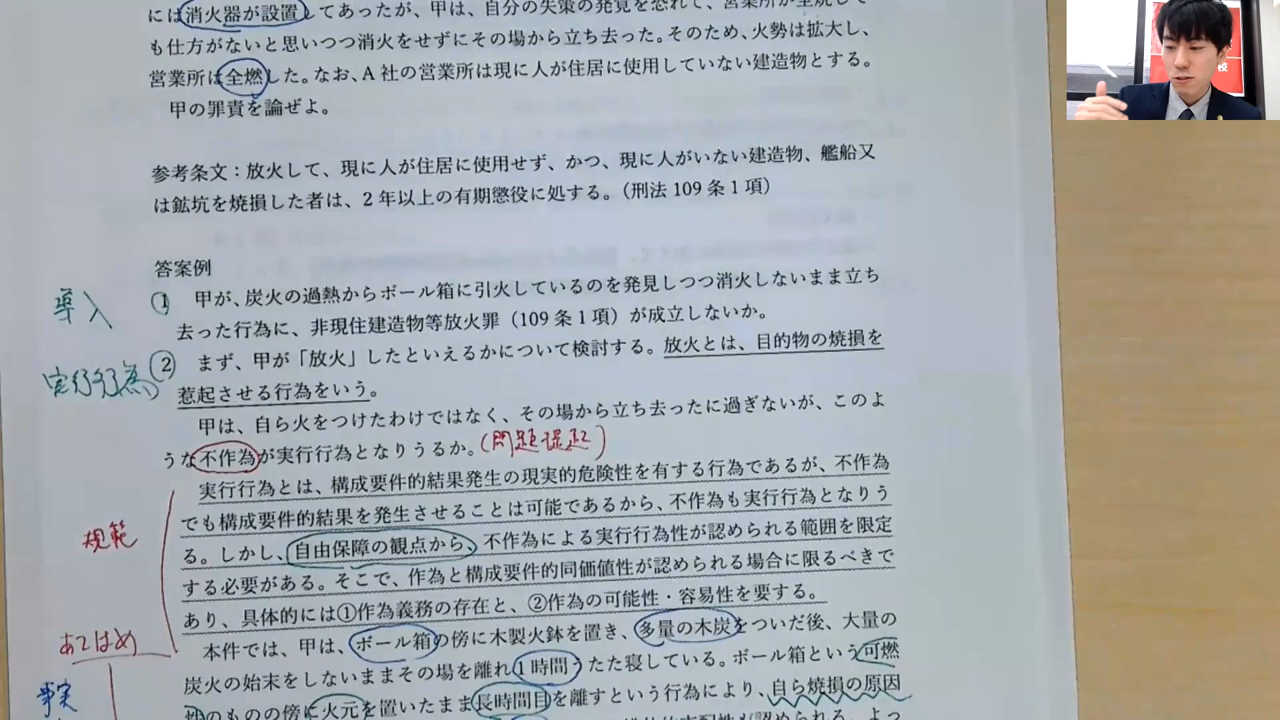 には消火器が設置してあったが、甲は、自分の失策の発見を恐れて、営業所が全焼して
も仕方がないと思いつつ消火をせずにその場から立ち去った。そのため、火勢は拡大し、
営業所は全燃した。なお、A社の営業所は現に人が住居に使用していない建造物とする。
甲の罪責を論ぜよ。
参考条文：放火して、現に人が住居に使用せず、かつ、現に人がいない建造物、艦船又
は鉱坑を焼損した者は、2年以上の有期懲役に処する。（刑法109条1項）
答案例
導入
① 甲が、炭火の過熱からボール箱に引火しているのを発見しつつ消火しないまま立ち
去った行為に、非現住建造物等放火罪（109条1項）が成立しないか。
実行行為
② まず、甲が「放火」したといえるかについて検討する。放火とは、目的物の焼損を
惹起させる行為をいう。
甲は、自ら火をつけたわけではなく、その場から立ち去ったに過ぎないが、このよ
うな不作為が実行行為となりうるか。（問題提起）
規範
実行行為とは、構成要件的結果発生の現実的危険性を有する行為であるが、不作為
でも構成要件的結果を発生させることは可能であるから、不作為も実行行為となりう
る。しかし、自由保障の観点から、不作為による実行行為性が認められる範囲を限定
する必要がある。そこで、作為と構成要件的同価値性が認められる場合に限るべきで
あり、具体的には①作為義務の存在と、②作為の可能性・容易性を要する。
あてはめ
本件では、甲は、ボール箱の傍に木製火鉢を置き、多量の木炭をついだ後、大量の
炭火の始末をしないままその場を離れ1時間うたた寝している。ボール箱という可燃
事実
物のものの傍に火元を置いたまま長時間目を離すという行為により、自ら焼損の原因
校